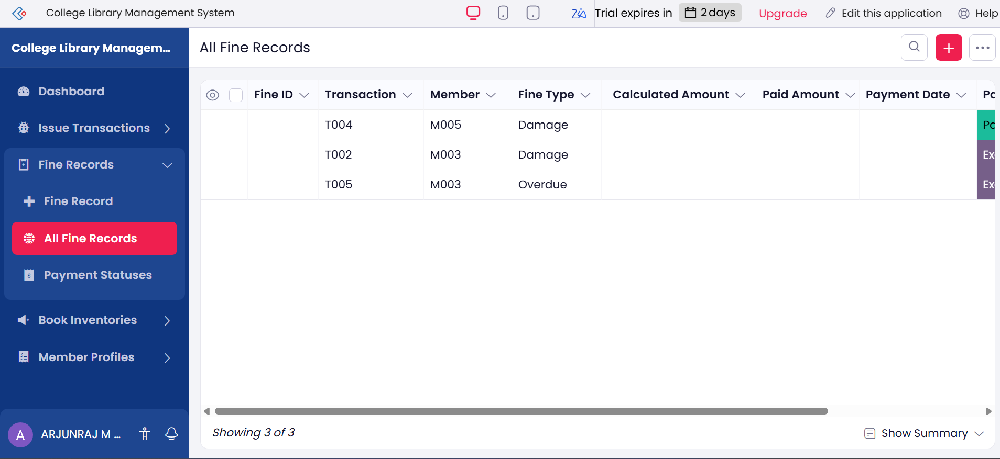 College Library Management System
Trial expires in 2 days Upgrade Edit this application Help
College Library Managem...
All Fine Records
Dashboard
Issue Transactions
Fine Records
Fine Record
All Fine Records
Payment Statuses
Book Inventories
Member Profiles
A ARJUNRAJ M ...
Fine ID Transaction Member Fine Type Calculated Amount Paid Amount Payment Date
T004 M005 Damage
T002 M003 Damage Ex
T005 M003 Overdue Ex
Showing 3 of 3
Show Summary